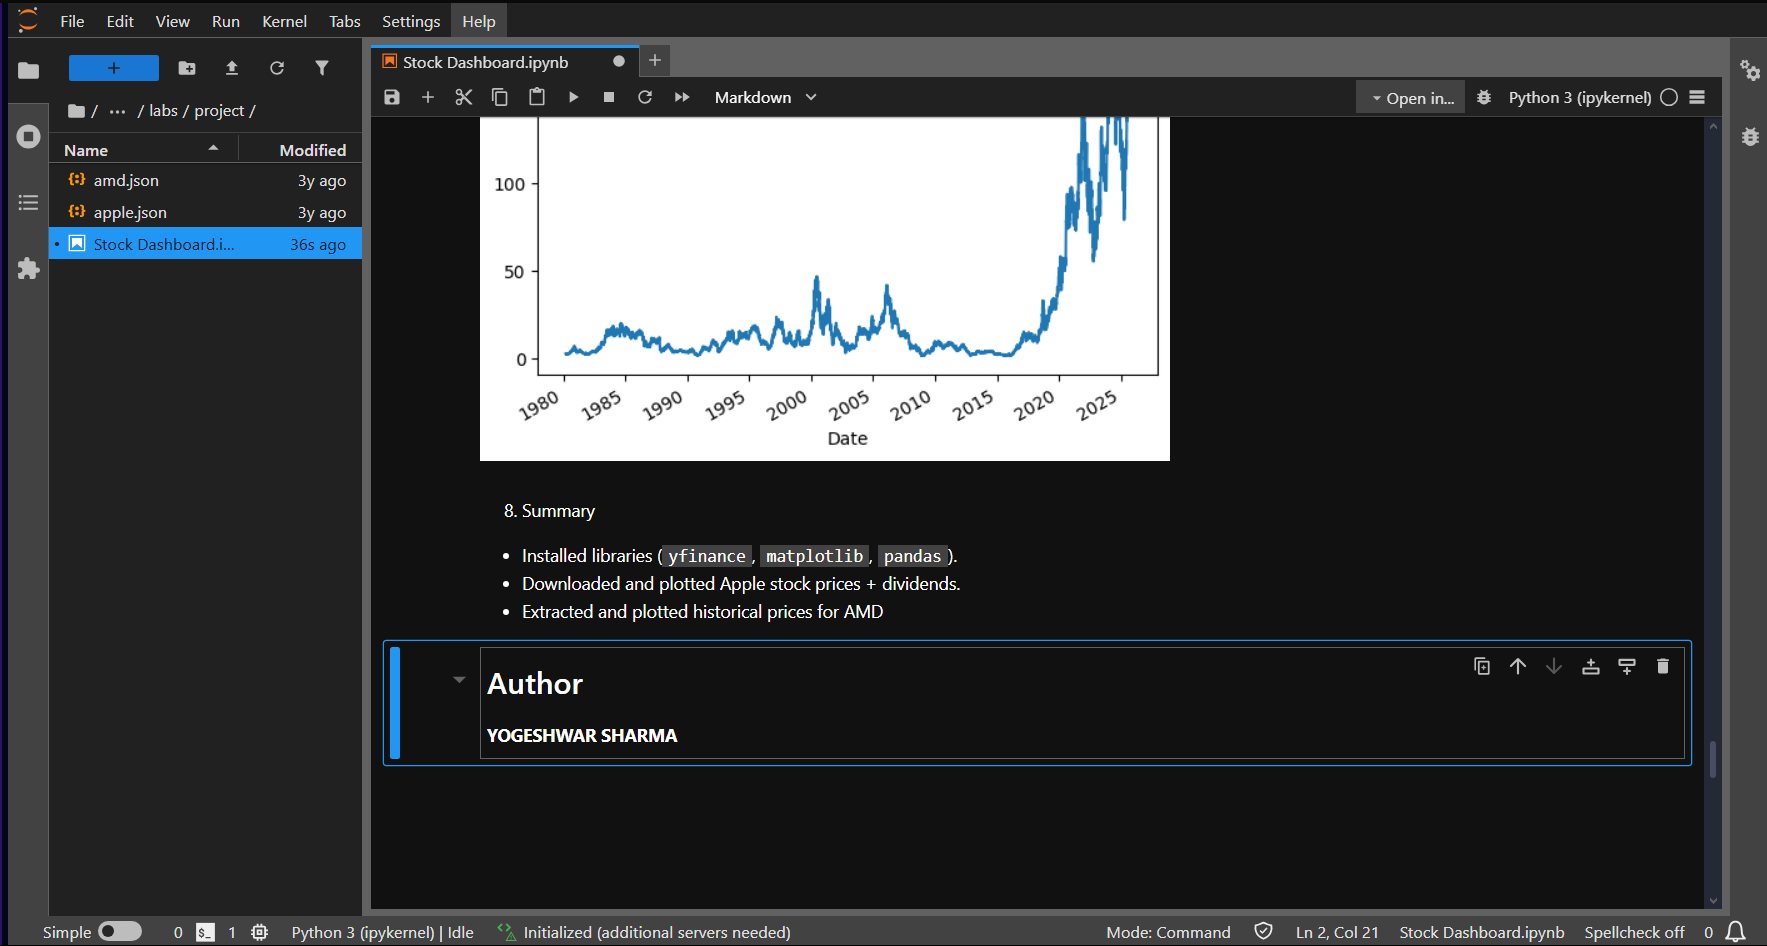 File Edit View Run Kernel Tabs Settings Help
/ ··· / labs / project /
Name Modified
amd.json 3y ago
apple.json 3y ago
Stock Dashboard.i... 36s ago
Stock Dashboard.ipynb
Markdown
Open in...
Python 3 (ipykernel)
100
50
0
1980 1985 1990 1995 2000 2005 2010 2015 2020 2025
Date
8. Summary
• Installed libraries ( yfinance , matplotlib , pandas ).
• Downloaded and plotted Apple stock prices + dividends.
• Extracted and plotted historical prices for AMD
Author
YOGESHWAR SHARMA
Simple 0 $_ 1 Python 3 (ipykernel) | Idle Initialized (additional servers needed) Mode: Command Ln 2, Col 21 Stock Dashboard.ipynb Spellcheck off 0